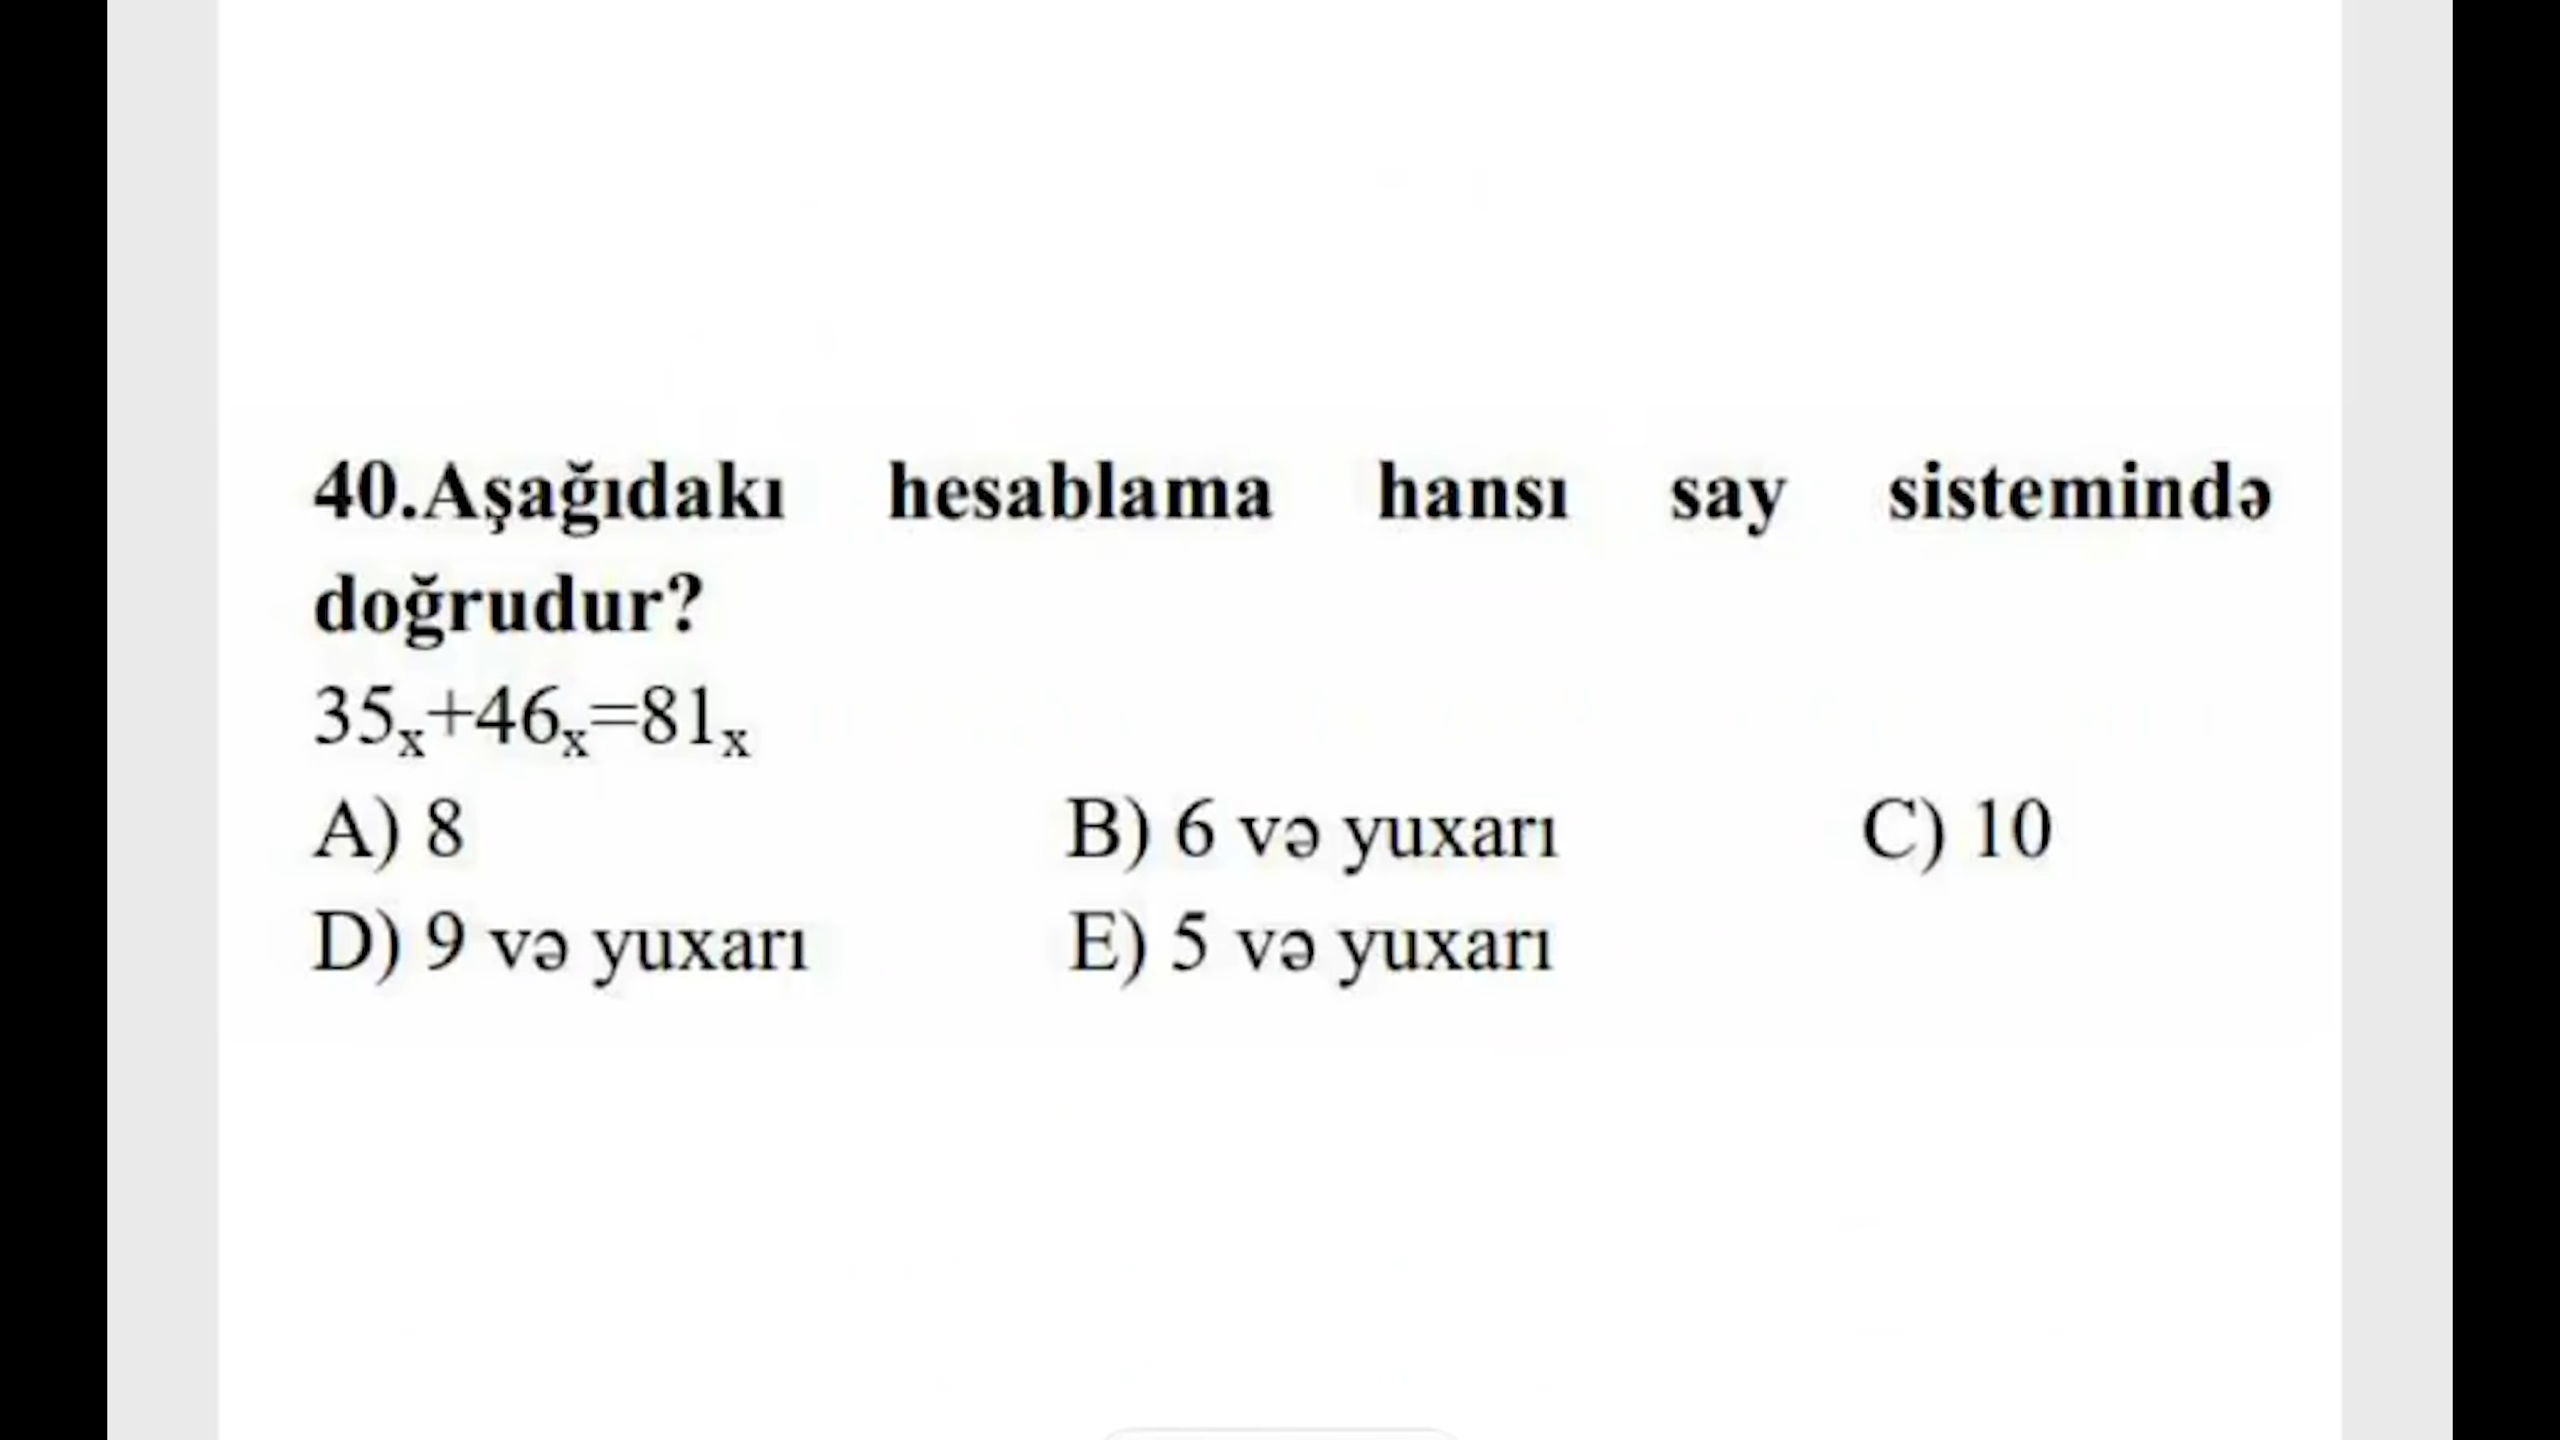 40.Aşağıdakı hesablama hansı say sistemində
doğrudur?
35ₓ+46ₓ=81ₓ
A) 8 B) 6 və yuxarı C) 10
D) 9 və yuxarı E) 5 və yuxarı